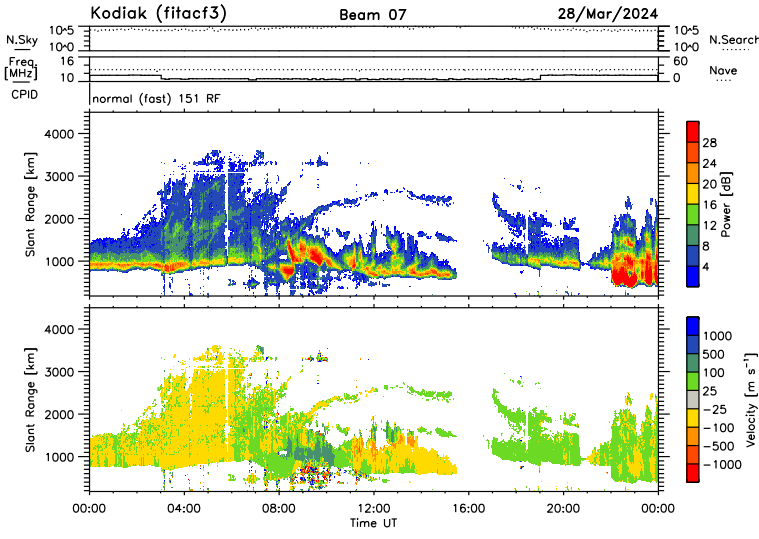 Kodiak (fitacf3) Beam 07 28/Mar/2024
N.Sky 10^5 10^5 N.Search
10^0 10^0
Freq. 16 60 Nave
[MHz] 10 0
CPID normal (fast) 151 RF
Slant Range [km]
4000
3000
2000
1000
Power [dB]
28
24
20
16
12
8
4
Slant Range [km]
4000
3000
2000
1000
Velocity [m s⁻¹]
1000
500
100
25
−25
−100
−500
−1000
00:00 04:00 08:00 12:00 16:00 20:00 00:00
Time UT